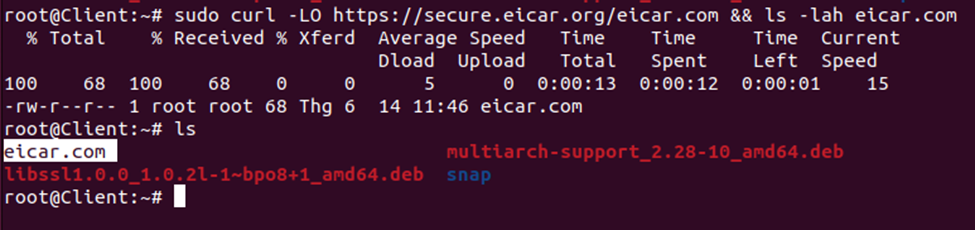 root@Client:~# sudo curl -LO https://secure.eicar.org/eicar.com && ls -lah eicar.com
% Total % Received % Xferd Average Speed Time Time Time Current
Dload Upload Total Spent Left Speed
100 68 100 68 0 0 5 0 0:00:13 0:00:12 0:00:01 15
-rw-r--r-- 1 root root 68 Thg 6 14 11:46 eicar.com
root@Client:~# ls
eicar.com multiarch-support_2.28-10_amd64.deb
libssl1.0.0_1.0.2l-1~bpo8+1_amd64.deb snap
root@Client:~#